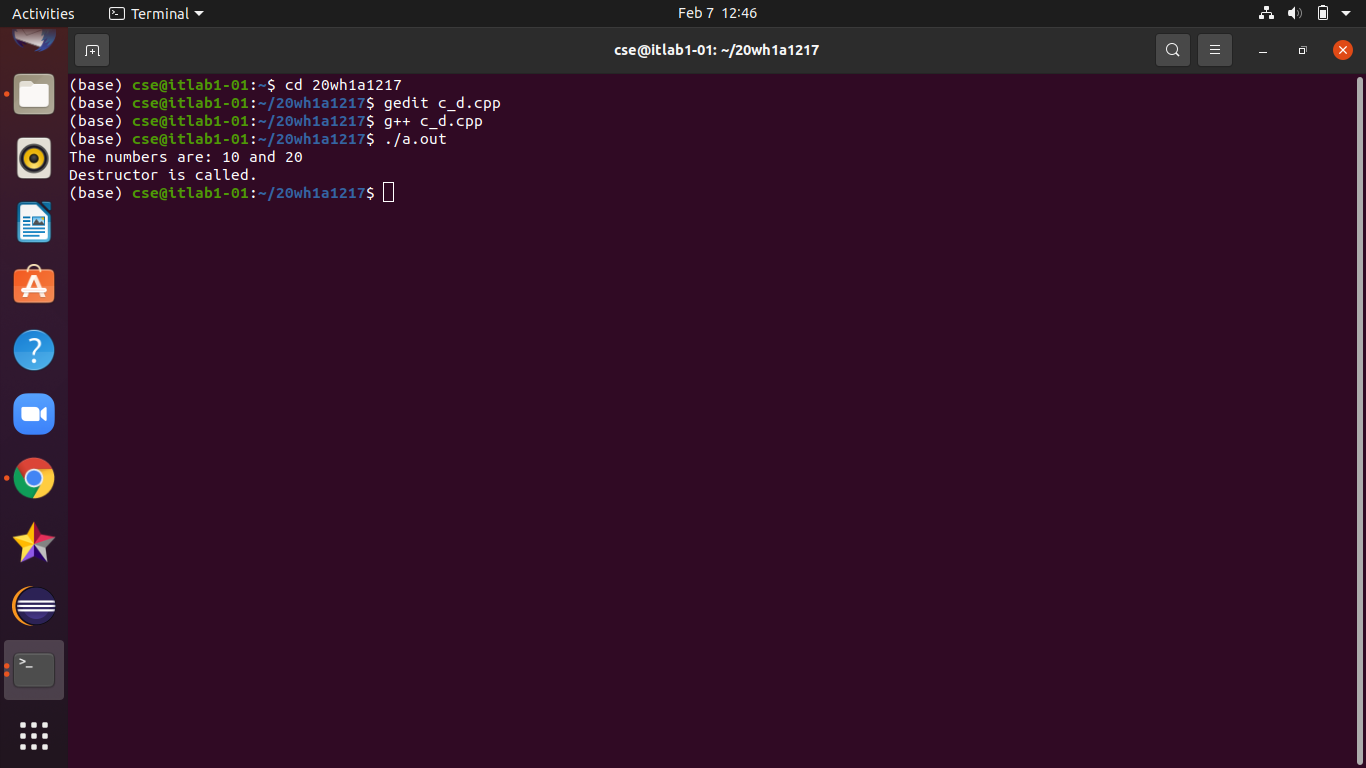 Activities
Terminal
Feb 7 12:46
cse@itlab1-01: ~/20wh1a1217
(base) cse@itlab1-01:~$ cd 20wh1a1217
(base) cse@itlab1-01:~/20wh1a1217$ gedit c_d.cpp
(base) cse@itlab1-01:~/20wh1a1217$ g++ c_d.cpp
(base) cse@itlab1-01:~/20wh1a1217$ ./a.out
The numbers are: 10 and 20
Destructor is called.
(base) cse@itlab1-01:~/20wh1a1217$